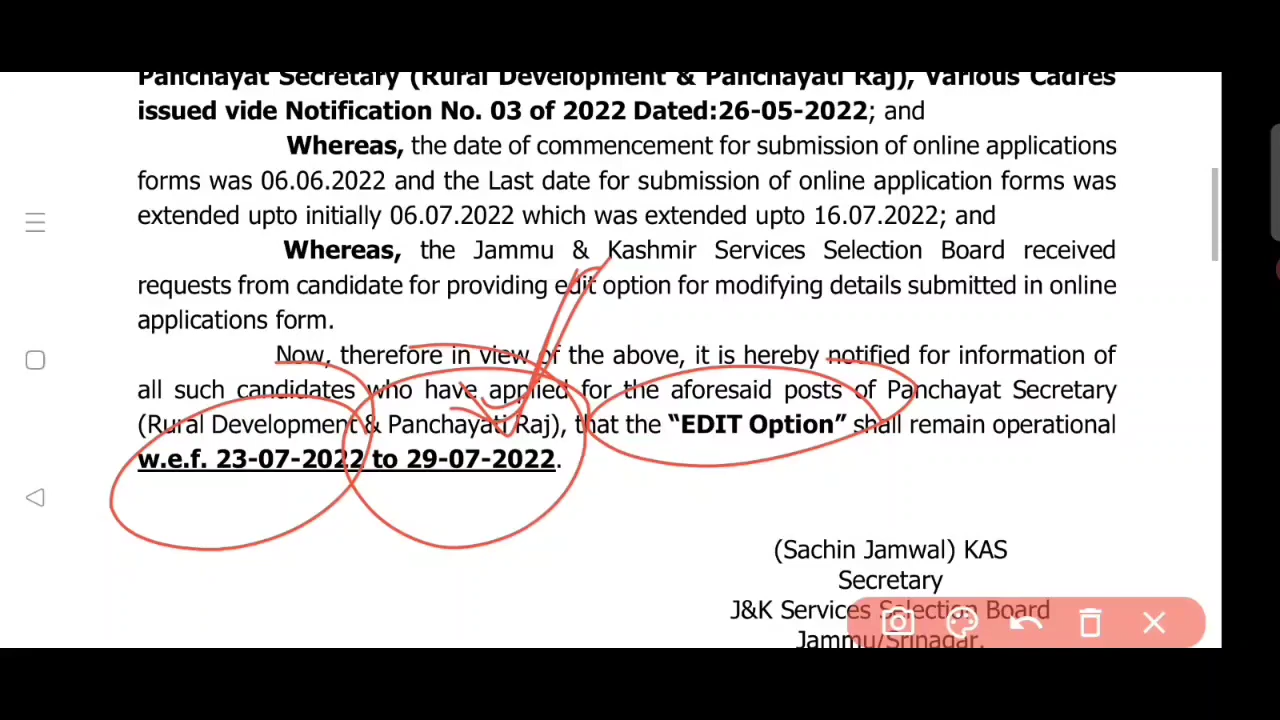 Panchayat Secretary (Rural Development & Panchayati Raj), Various Cadres
issued vide Notification No. 03 of 2022 Dated:26-05-2022; and
Whereas, the date of commencement for submission of online applications
forms was 06.06.2022 and the Last date for submission of online application forms was
extended upto initially 06.07.2022 which was extended upto 16.07.2022; and
Whereas, the Jammu & Kashmir Services Selection Board received
requests from candidate for providing edit option for modifying details submitted in online
applications form.
Now, therefore in view of the above, it is hereby notified for information of
all such candidates who have applied for the aforesaid posts of Panchayat Secretary
(Rural Development & Panchayati Raj), that the “EDIT Option” shall remain operational
w.e.f. 23-07-2022 to 29-07-2022.
(Sachin Jamwal) KAS
Secretary
J&K Services Selection Board
Jammu/Srinagar.